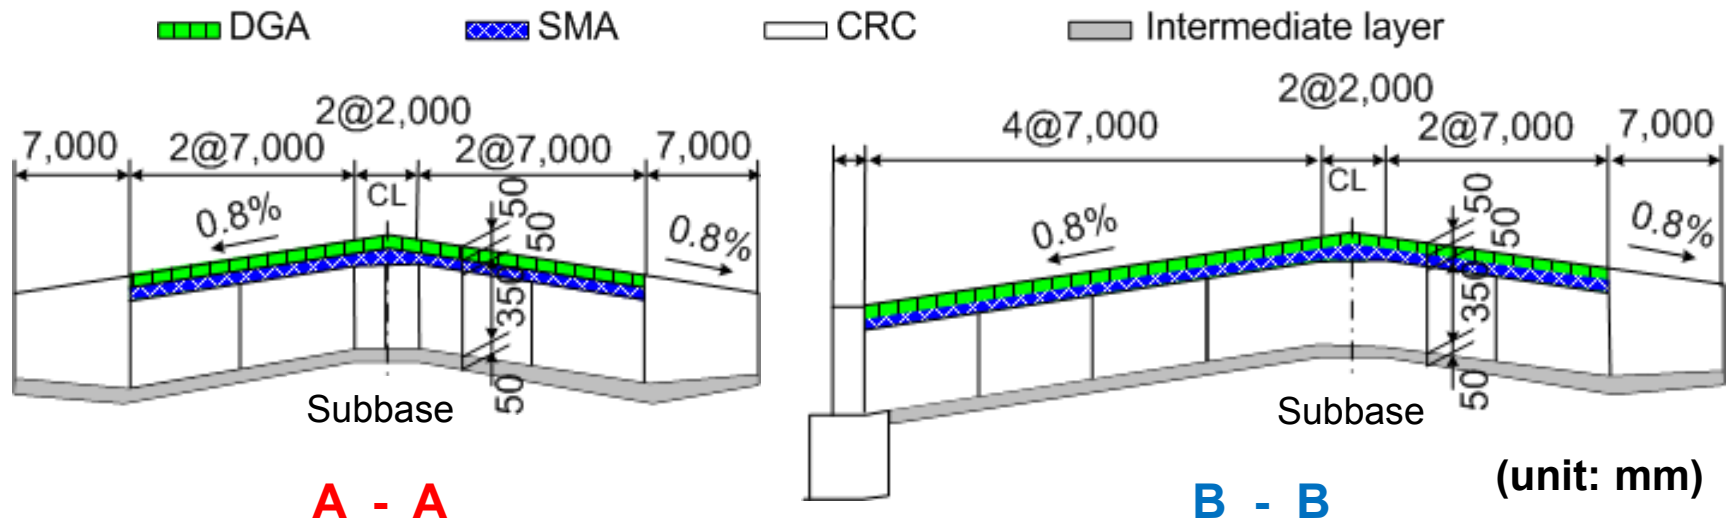 DGA SMA CRC Intermediate layer
2@2,000
7,000 2@7,000 2@7,000 7,000
CL
0.8%
0.8%
50
50
350
50
Subbase
A - A
2@2,000
4@7,000 2@7,000 7,000
CL
0.8%
0.8%
50
50
350
50
Subbase
(unit: mm)
B - B